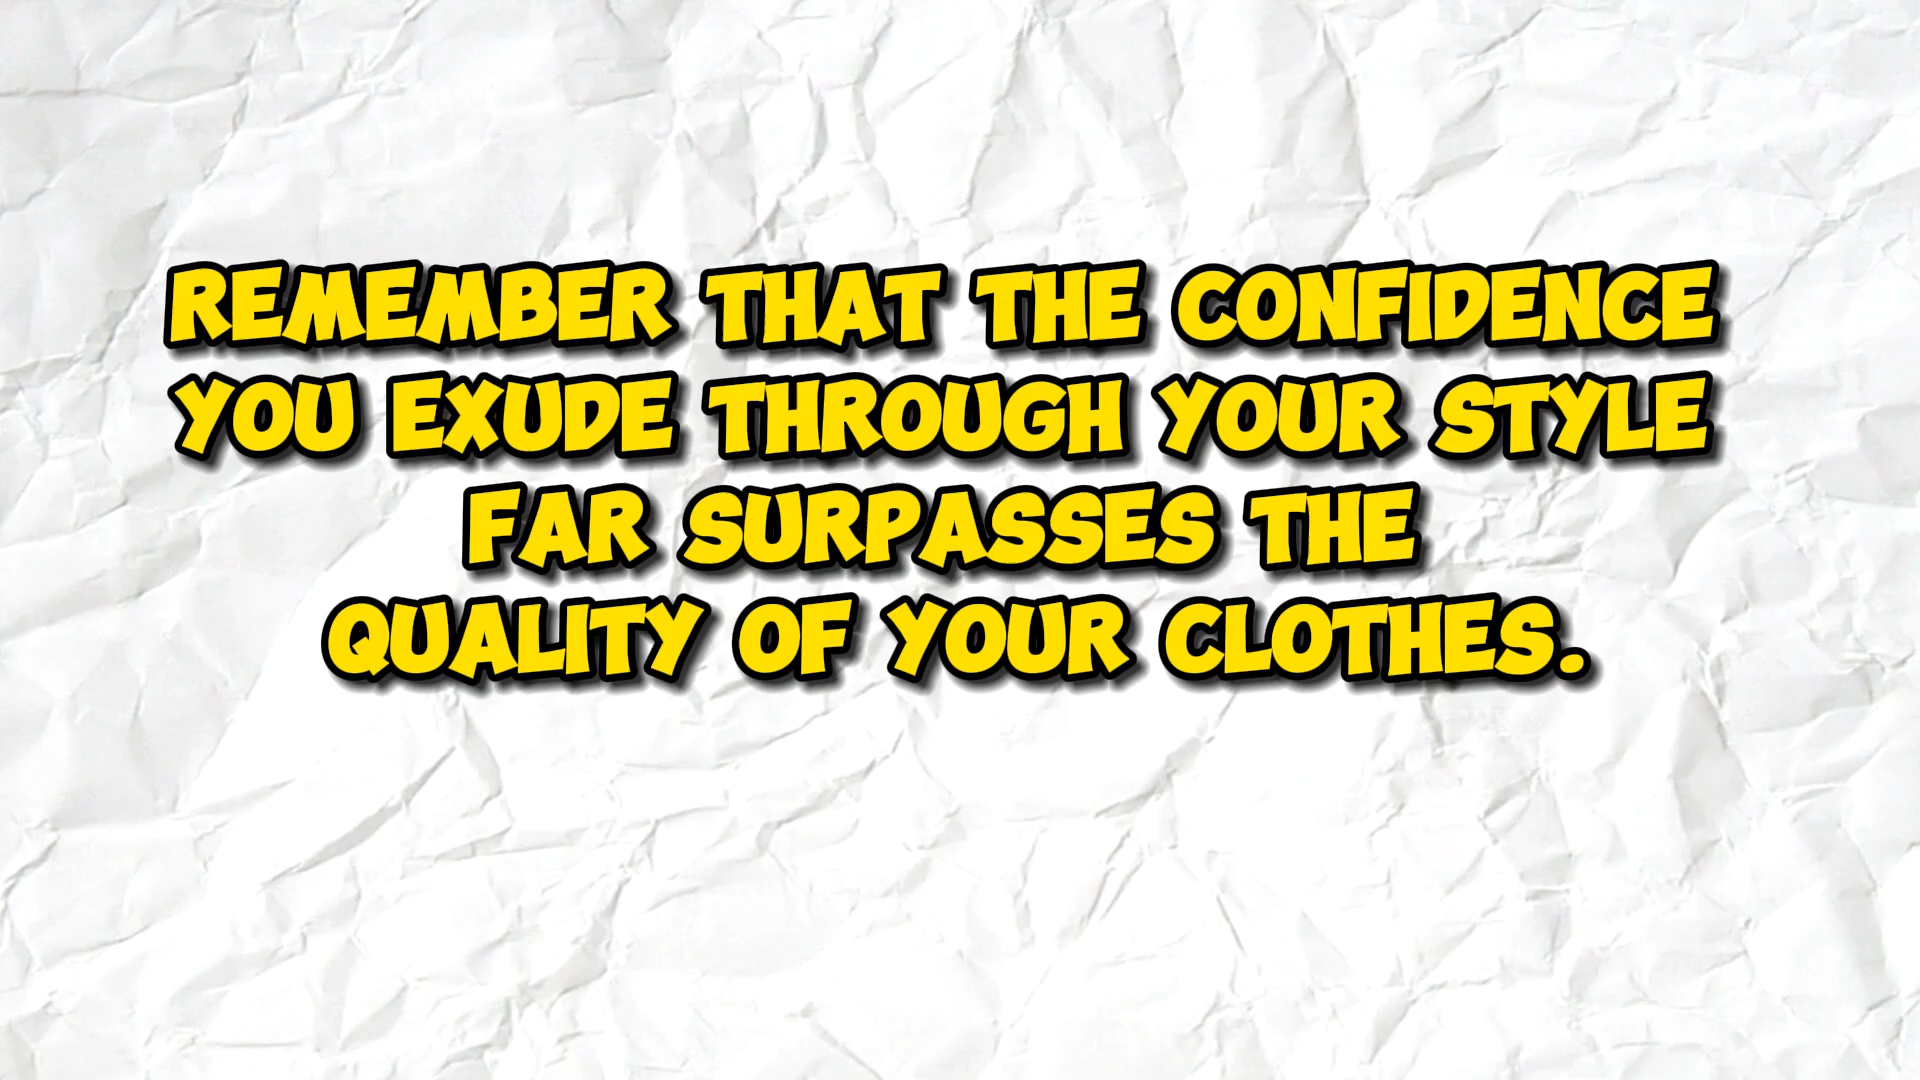 REMEMBER THAT THE CONFIDENCE
YOU EXUDE THROUGH YOUR STYLE
FAR SURPASSES THE
QUALITY OF YOUR CLOTHES.